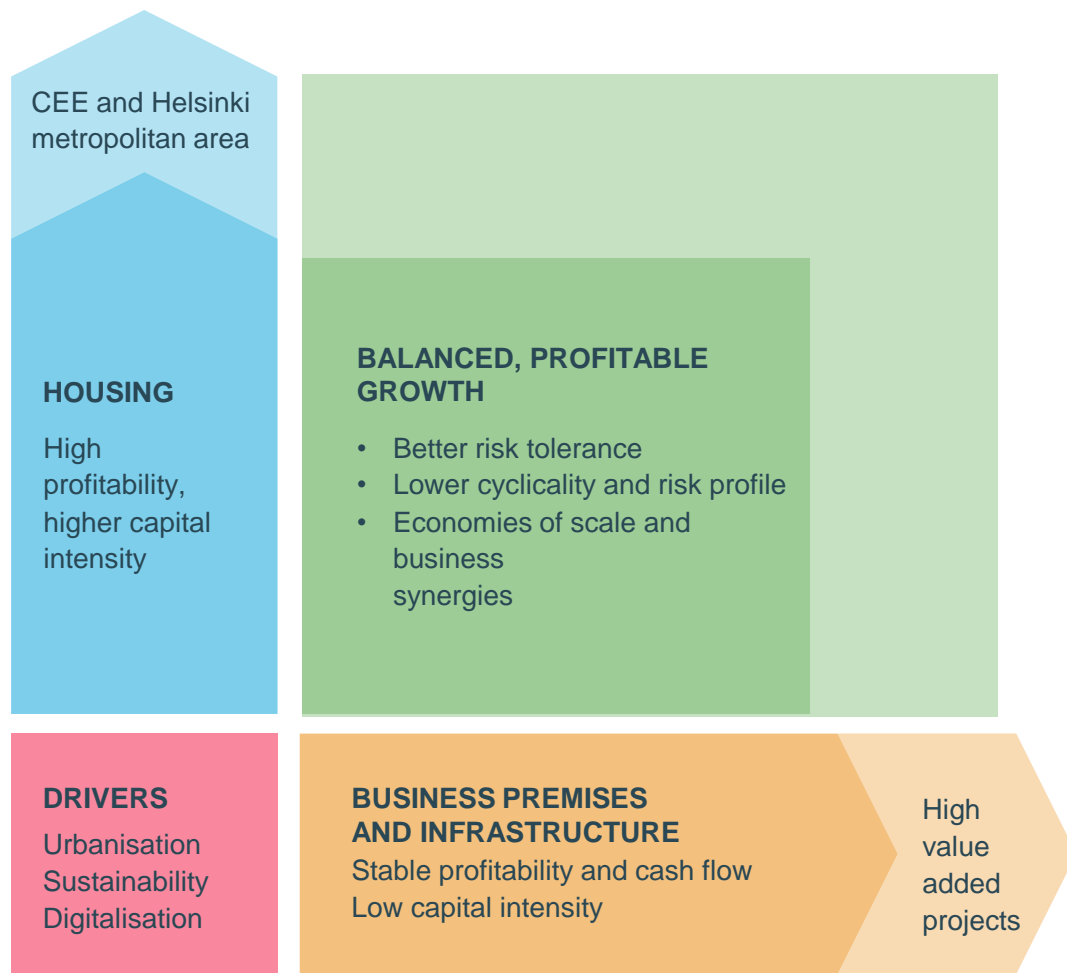 CEE and Helsinki
metropolitan area
HOUSING
High
profitability,
higher capital
intensity
BALANCED, PROFITABLE
GROWTH
• Better risk tolerance
• Lower cyclicality and risk profile
• Economies of scale and
business
synergies
DRIVERS
Urbanisation
Sustainability
Digitalisation
BUSINESS PREMISES
AND INFRASTRUCTURE
Stable profitability and cash flow
Low capital intensity
High
value
added
projects